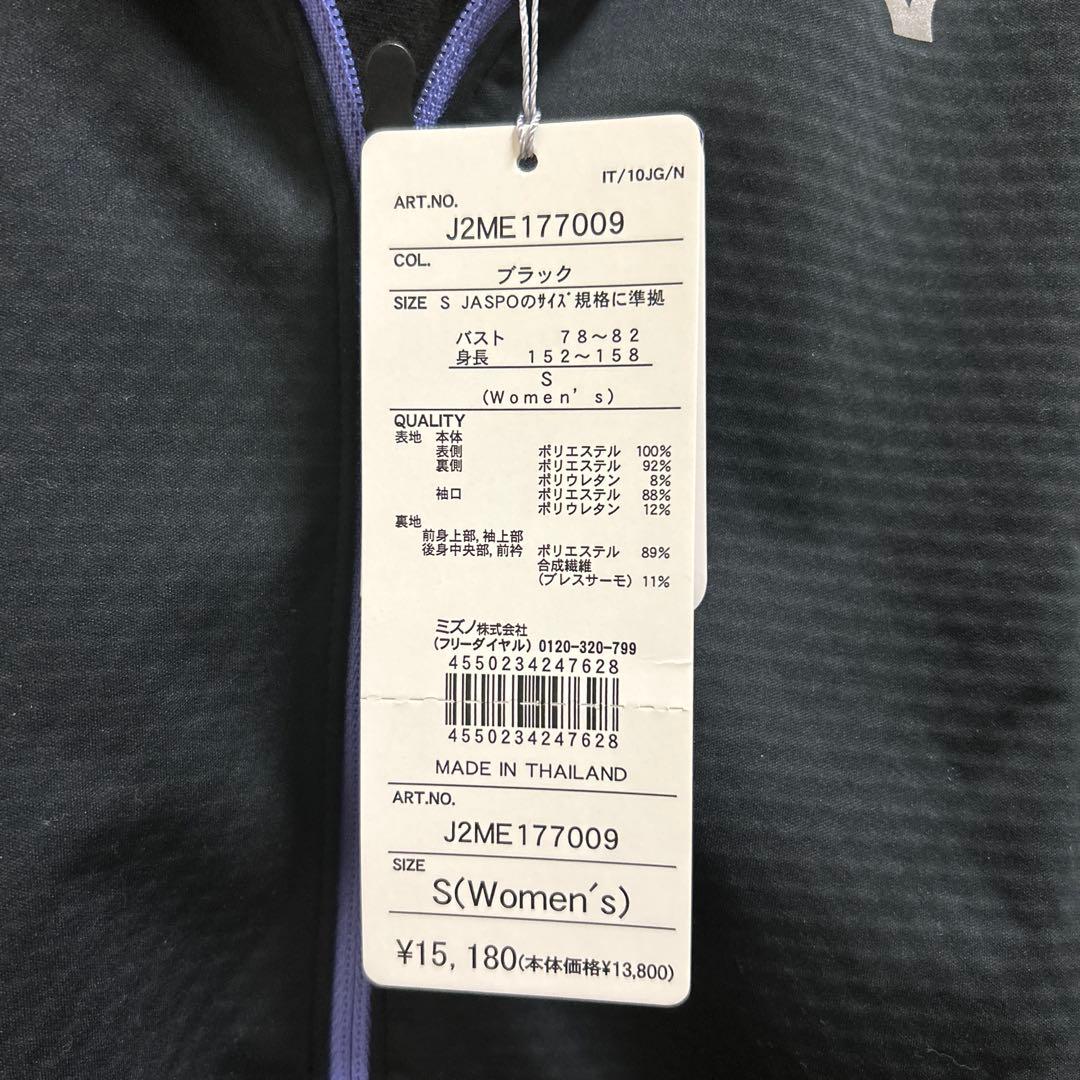 IT/10JG/N
ART.NO.
J2ME177009
COL.
ブラック
SIZE S JASPOのｻｲｽﾞ規格に準拠
バスト 78～82
身長 152～158
S
(Women's)
QUALITY
表地 本体
表側 ポリエステル 100%
裏側 ポリエステル 92%
ポリウレタン 8%
袖口 ポリエステル 88%
ポリウレタン 12%
裏地
前身上部,袖上部
後身中央部,前衿 ポリエステル 89%
合成繊維
(ブレスサーモ) 11%
ミズノ株式会社
(フリーダイヤル) 0120-320-799
4550234247628
4550234247628
MADE IN THAILAND
ART.NO.
J2ME177009
SIZE
S(Women's)
¥15,180(本体価格¥13,800)